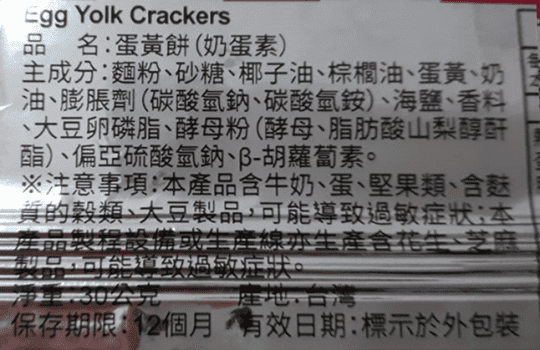 Egg Yolk Crackers
品 名:蛋黃餅(奶蛋素)
主成分:麵粉、砂糖、椰子油、棕櫚油、蛋黃、奶
油、膨脹劑(碳酸氫鈉、碳酸氫銨)、海鹽、香料
、大豆卵磷脂、酵母粉(酵母、脂肪酸山梨醇酐
酯)、偏亞硫酸氫鈉、β-胡蘿蔔素。
※注意事項:本產品含牛奶、蛋、堅果類、含麩
質的穀類、大豆製品,可能導致過敏症狀;本
產品製程設備或生產線亦生產含花生、芝麻
製品,可能導致過敏症狀。
淨重:30公克 產地:台灣
保存期限:12個月 有效日期:標示於外包裝